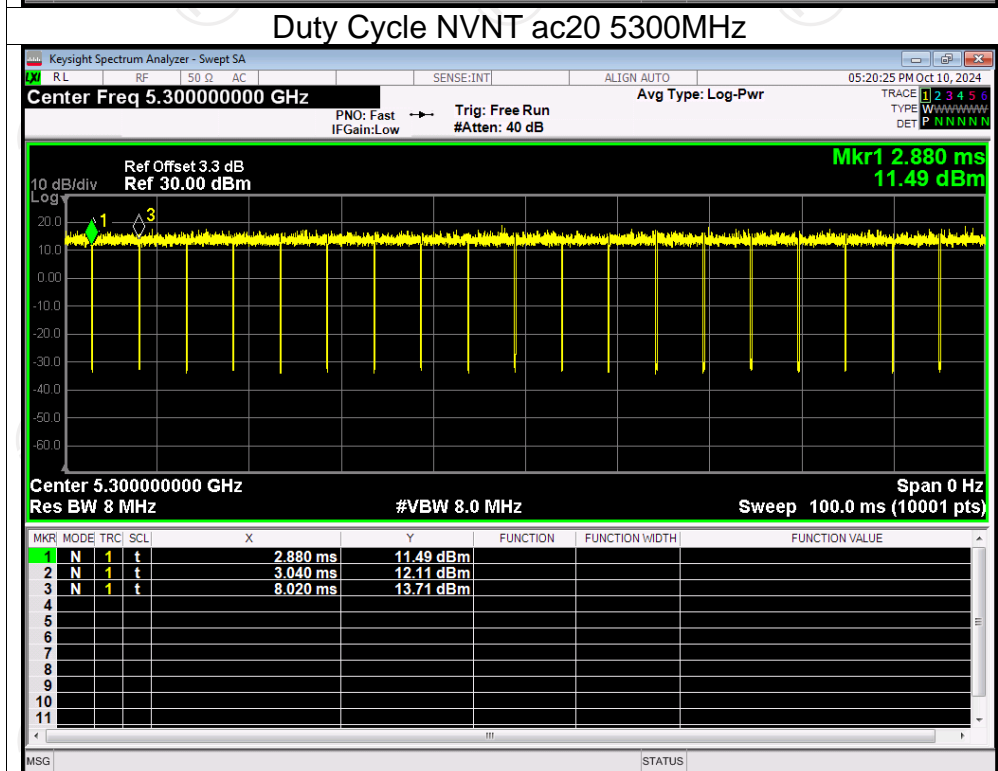 Duty Cycle NVNT ac20 5300MHz
Keysight Spectrum Analyzer - Swept SA
LXI RL RF 50 Ω AC SENSE:INT ALIGN AUTO 05:20:25 PM Oct 10, 2024
Center Freq 5.300000000 GHz Avg Type: Log-Pwr TRACE 1 2 3 4 5 6
PNO: Fast Trig: Free Run TYPE WWWWWW
IFGain:Low #Atten: 40 dB DET P N N N N N
Mkr1 2.880 ms
11.49 dBm
Ref Offset 3.3 dB
10 dB/div Ref 30.00 dBm
Log
1 3
20.0
10.0
0.00
-10.0
-20.0
-30.0
-40.0
-50.0
-60.0
Center 5.300000000 GHz Span 0 Hz
Res BW 8 MHz #VBW 8.0 MHz Sweep 100.0 ms (10001 pts)
MKR MODE TRC SCL X Y FUNCTION FUNCTION WIDTH FUNCTION VALUE
1 N 1 t 2.880 ms 11.49 dBm
2 N 1 t 3.040 ms 12.11 dBm
3 N 1 t 8.020 ms 13.71 dBm
4
5
6
7
8
9
10
11
MSG STATUS